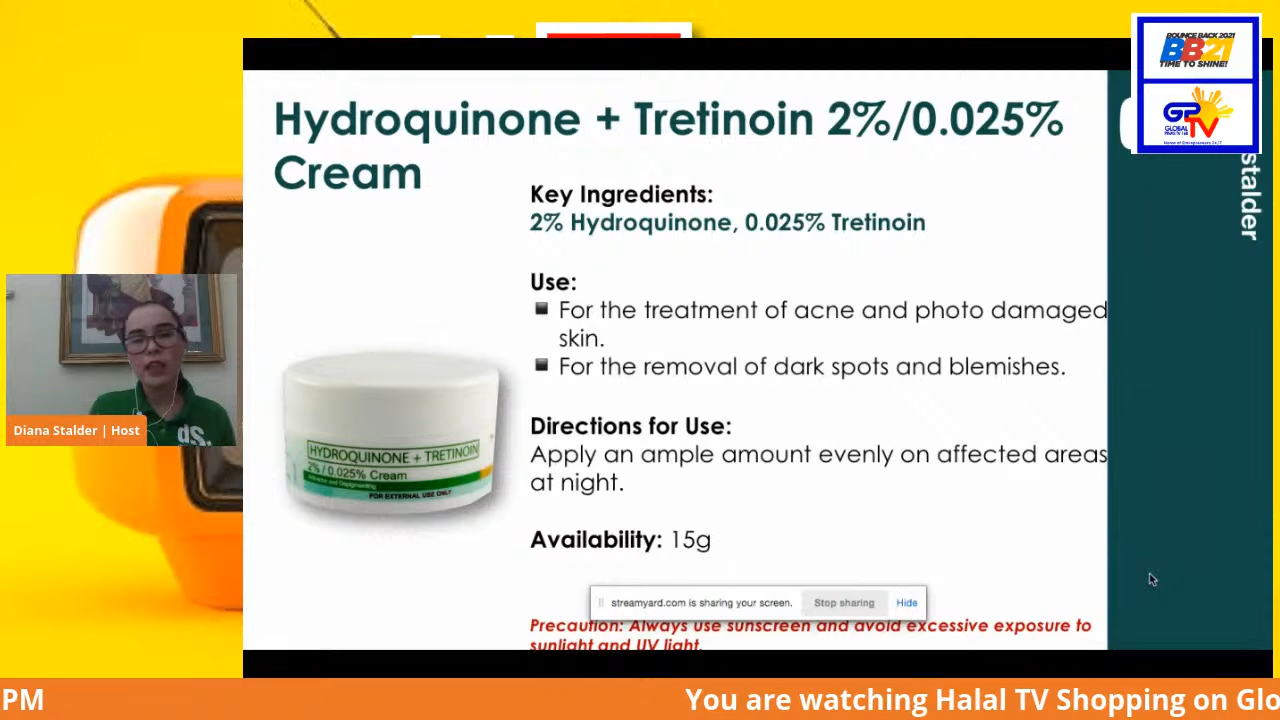 BOUNCE BACK 2021
BB21
TIME TO SHINE!
GP
TV
stalder
Hydroquinone + Tretinoin 2%/0.025%
Cream
Key Ingredients:
2% Hydroquinone, 0.025% Tretinoin
Use:
For the treatment of acne and photo damaged
skin.
For the removal of dark spots and blemishes.
Directions for Use:
Apply an ample amount evenly on affected areas
at night.
Availability: 15g
streamyard.com is sharing your screen. Stop sharing Hide
Precaution: Always use sunscreen and avoid excessive exposure to
sunlight and UV light.
HYDROQUINONE + TRETINOIN
2% / 0.025% Cream
FOR EXTERNAL USE ONLY
ds.
Diana Stalder | Host
PM You are watching Halal TV Shopping on Glo